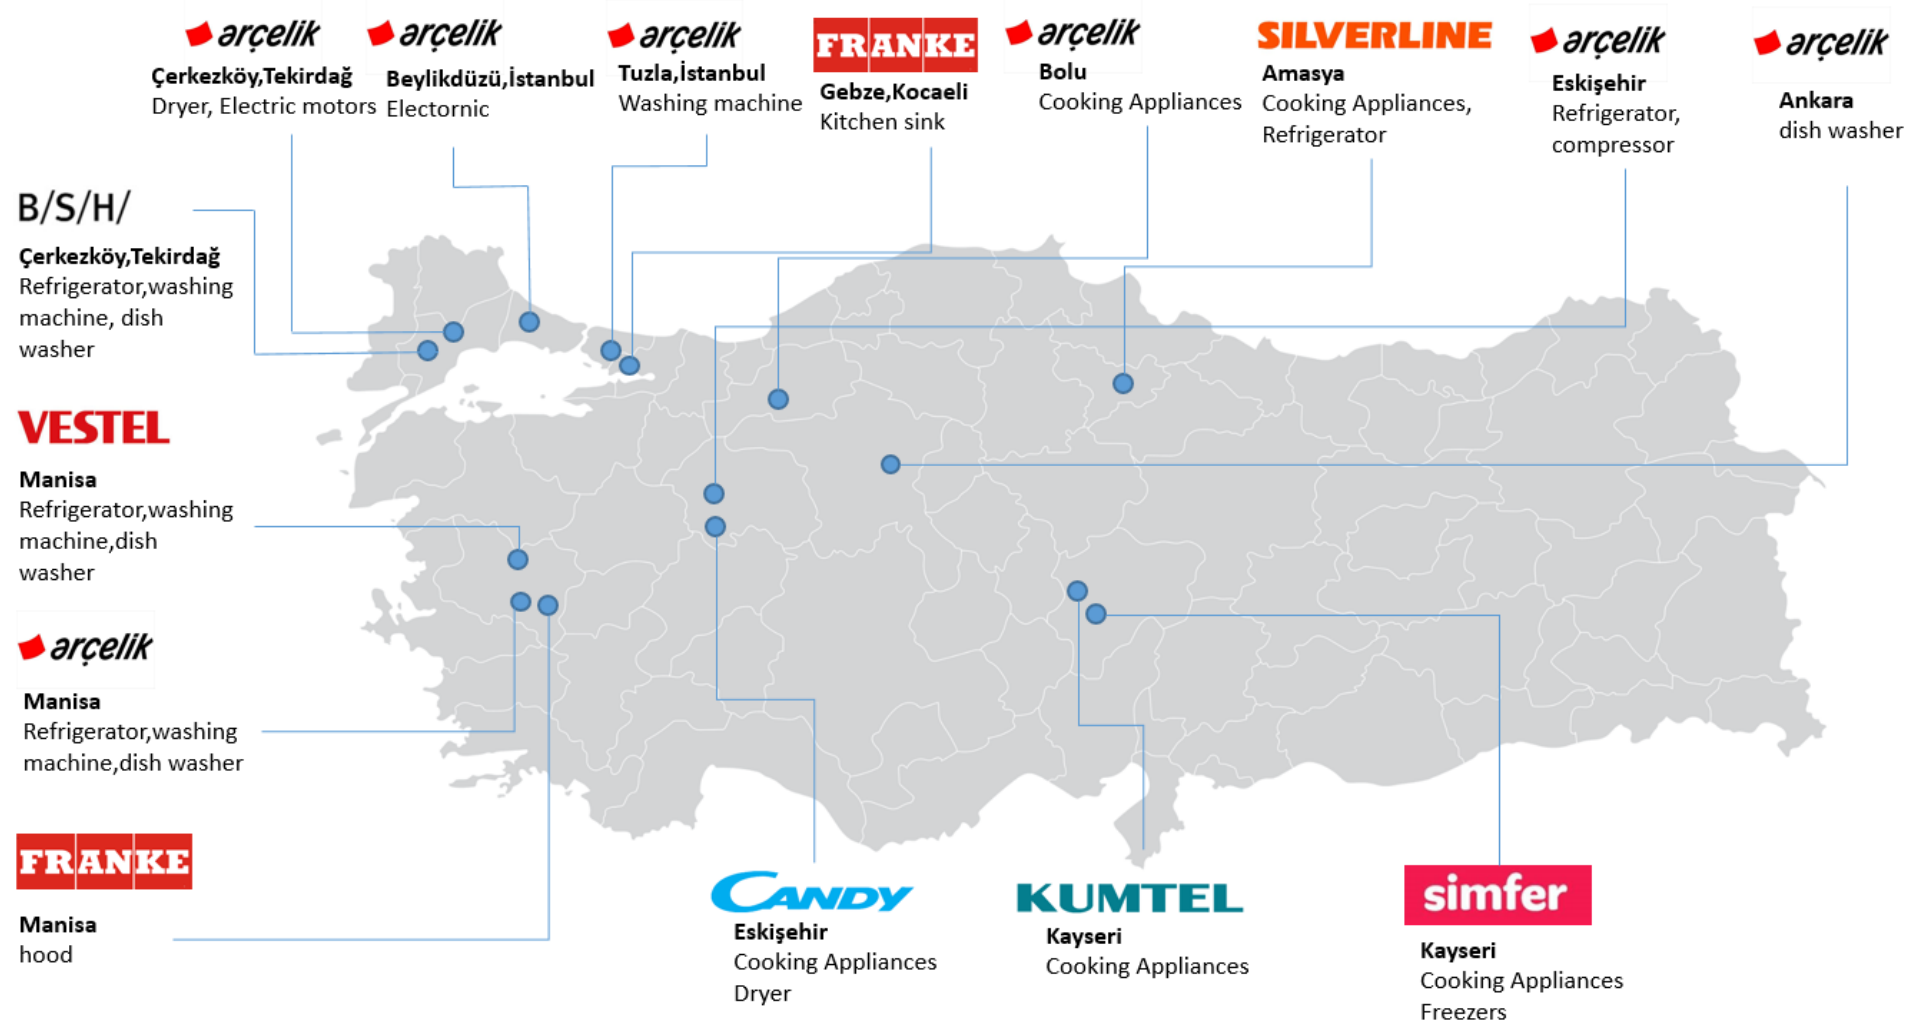 arçelik
Çerkezköy,Tekirdağ
Dryer, Electric motors
arçelik
Beylikdüzü,İstanbul
Electornic
arçelik
Tuzla,İstanbul
Washing machine
FRANKE
Gebze,Kocaeli
Kitchen sink
arçelik
Bolu
Cooking Appliances
SILVERLINE
Amasya
Cooking Appliances,
Refrigerator
arçelik
Eskişehir
Refrigerator,
compressor
arçelik
Ankara
dish washer
B/S/H/
Çerkezköy,Tekirdağ
Refrigerator,washing
machine, dish
washer
VESTEL
Manisa
Refrigerator,washing
machine,dish
washer
arçelik
Manisa
Refrigerator,washing
machine,dish washer
FRANKE
Manisa
hood
CANDY
Eskişehir
Cooking Appliances
Dryer
KUMTEL
Kayseri
Cooking Appliances
simfer
Kayseri
Cooking Appliances
Freezers